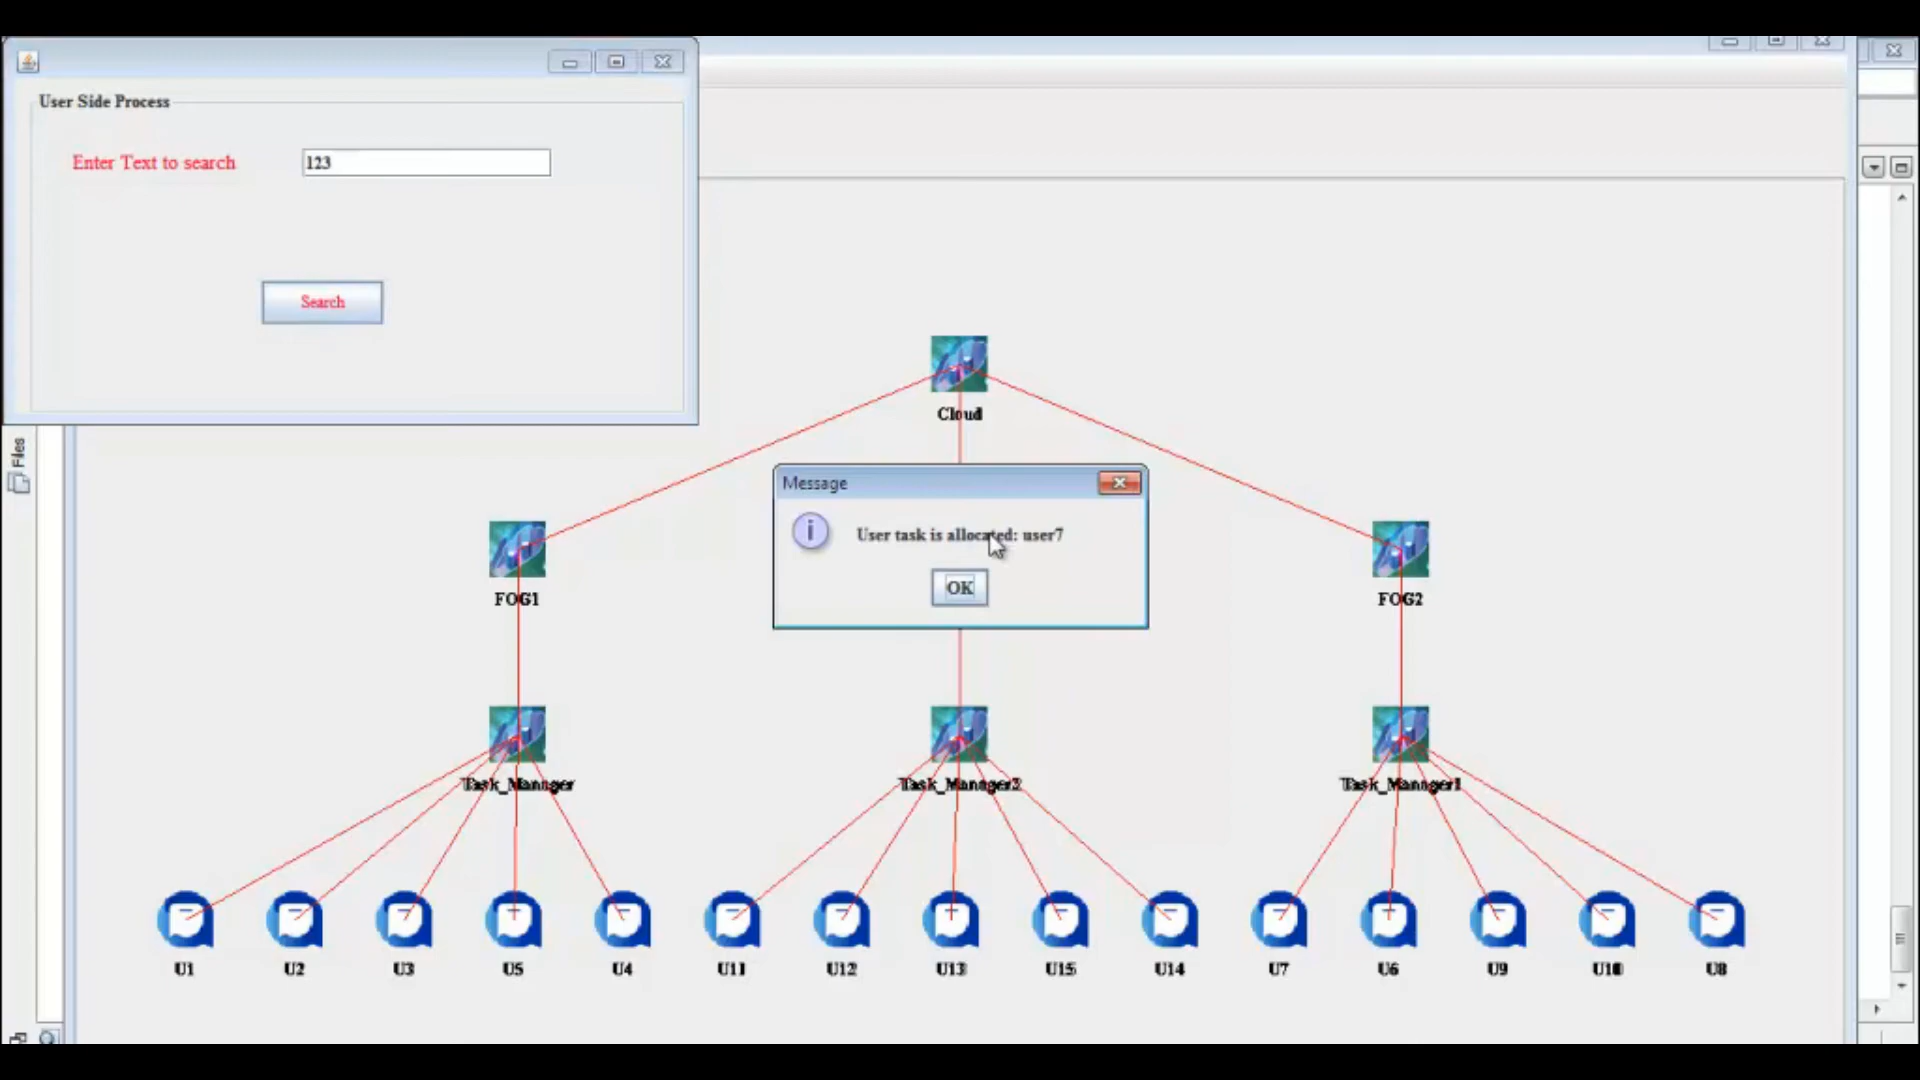 User Side Process
Enter Text to search
123
Search
Files
Cloud
Message
User task is allocated: user7
OK
FOG1
FOG2
Task_Manager
Task_Manager2
Task_Manager1
U1 U2 U3 U5 U4 U11 U12 U13 U15 U14 U7 U6 U9 U10 U8